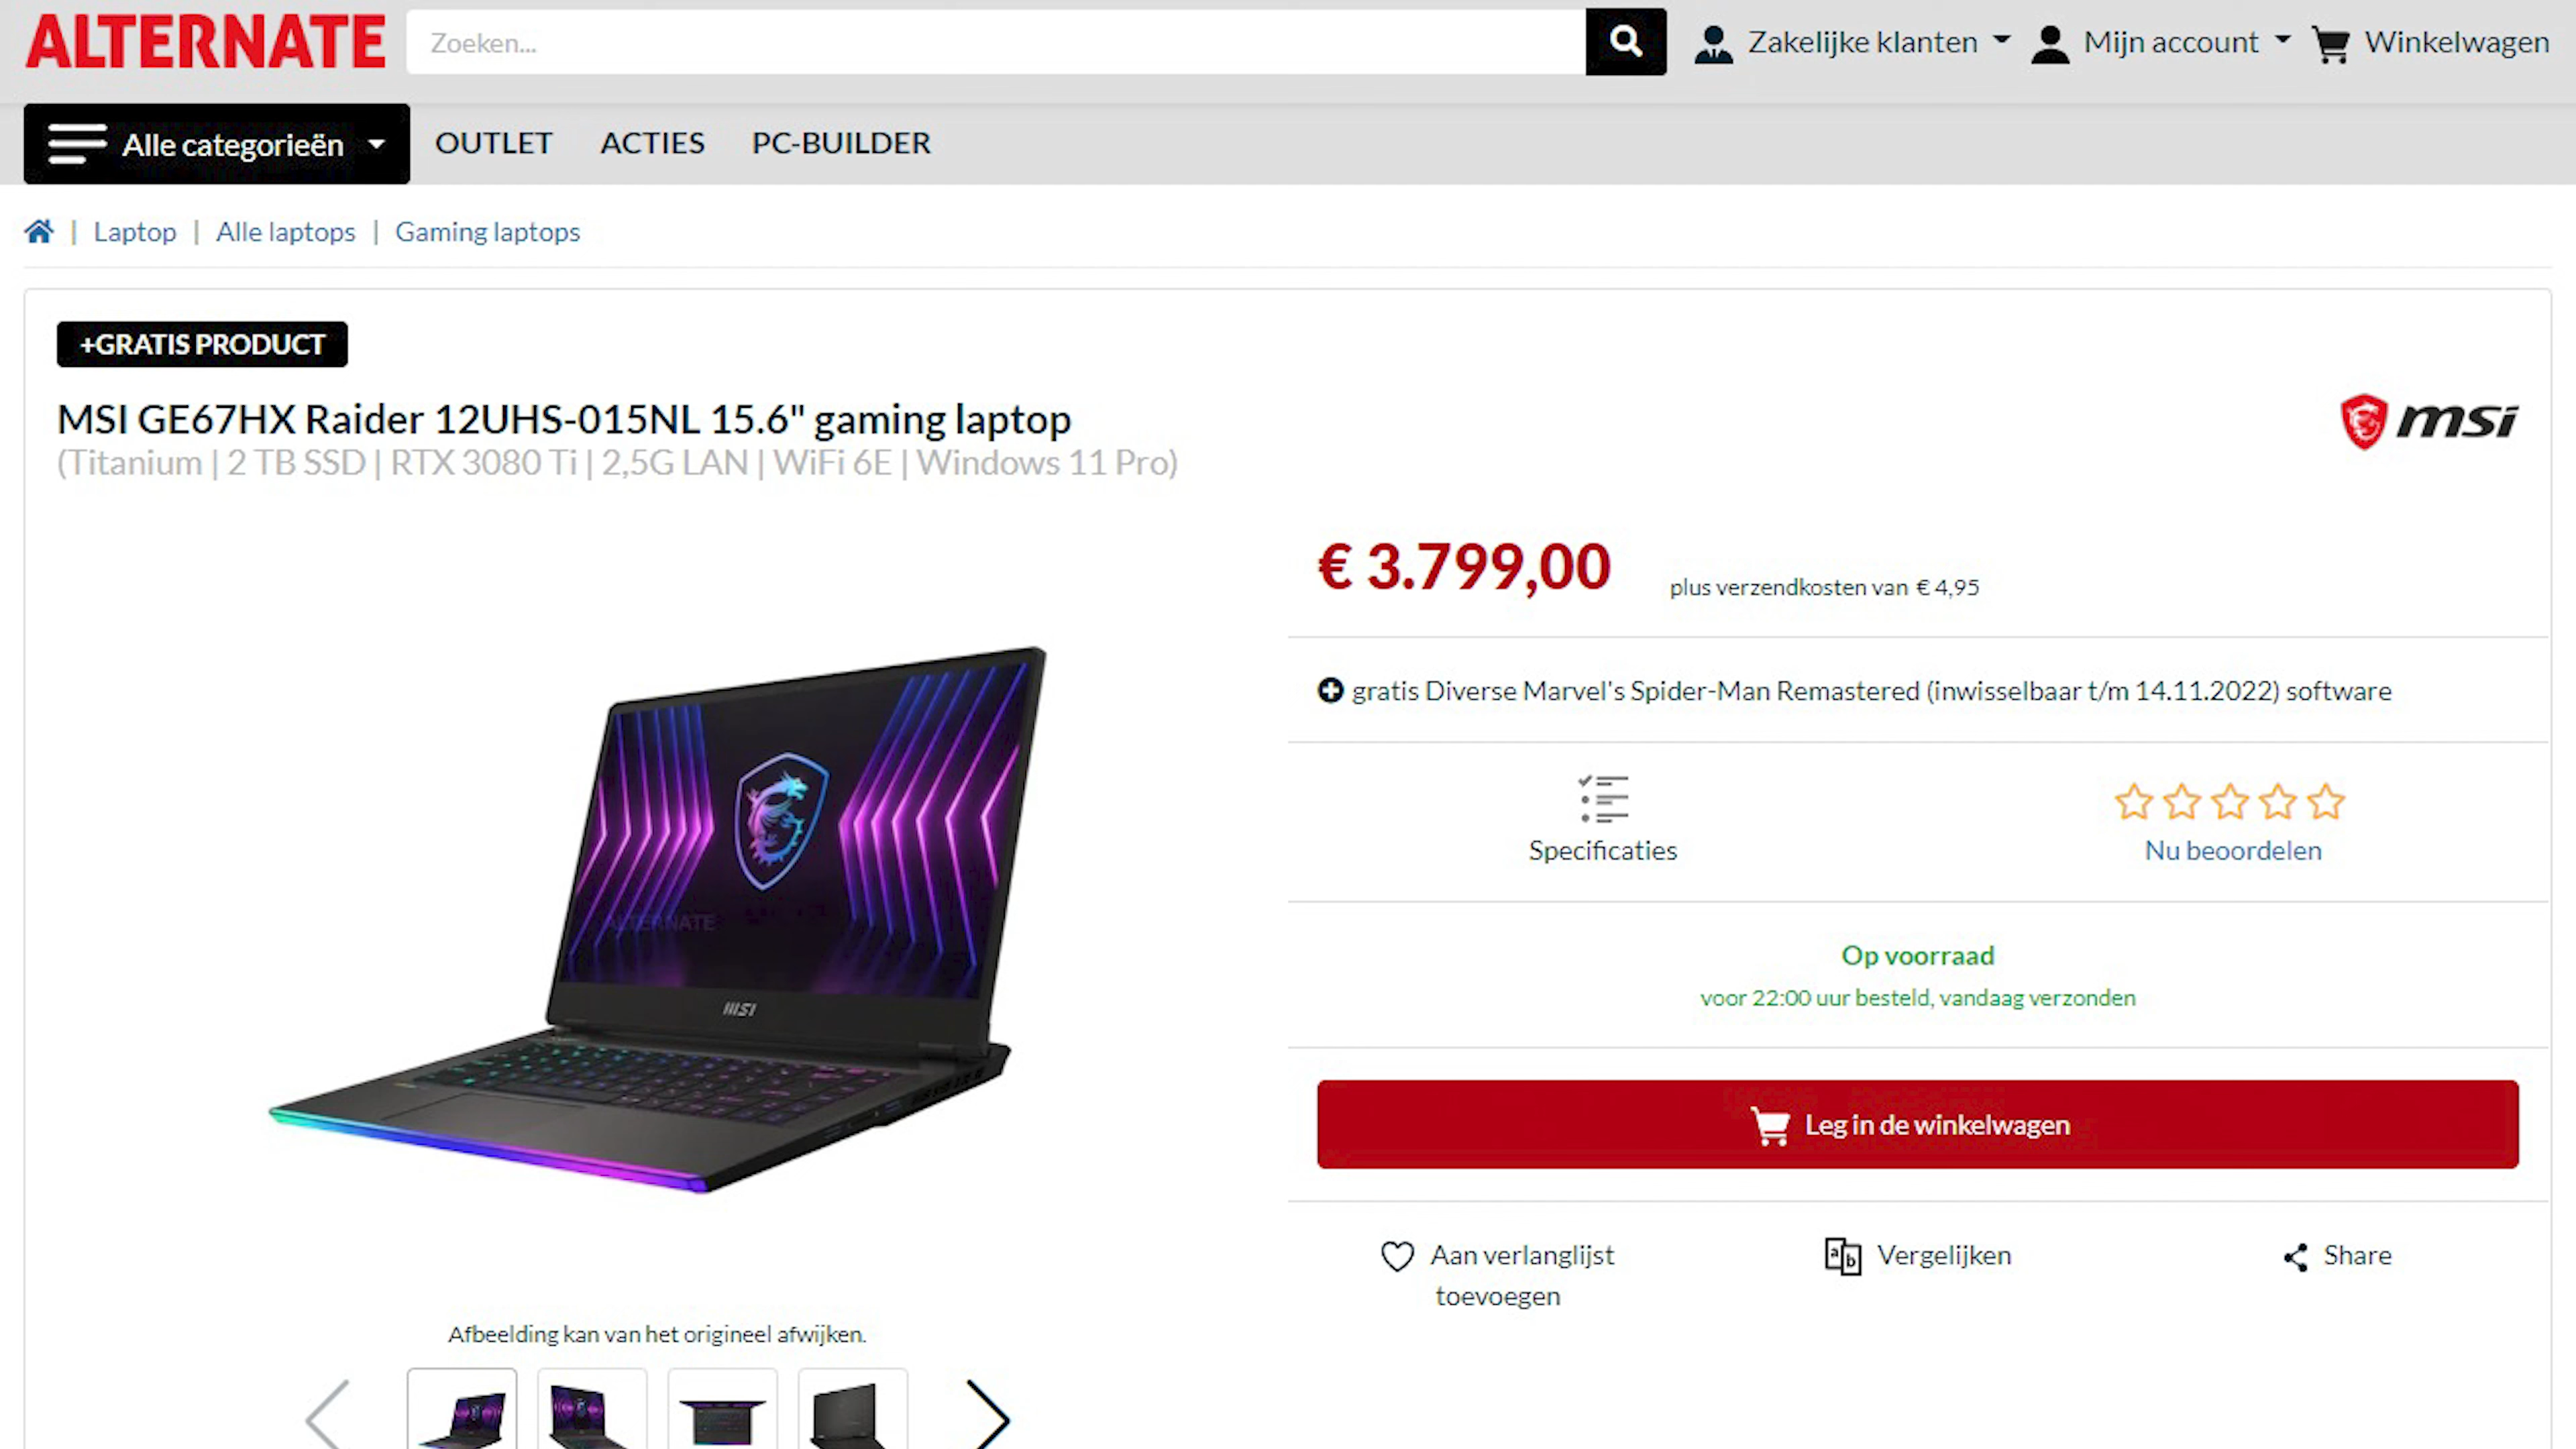 ALTERNATE
Zoeken...
Zakelijke klanten
Mijn account
Winkelwagen
Alle categorieën
OUTLET
ACTIES
PC-BUILDER
Laptop | Alle laptops | Gaming laptops
+GRATIS PRODUCT
MSI GE67HX Raider 12UHS-015NL 15.6" gaming laptop
(Titanium | 2 TB SSD | RTX 3080 Ti | 2,5G LAN | WiFi 6E | Windows 11 Pro)
msi
€ 3.799,00
plus verzendkosten van € 4,95
gratis Diverse Marvel's Spider-Man Remastered (inwisselbaar t/m 14.11.2022) software
Specificaties
Nu beoordelen
ALTERNATE
msi
Op voorraad
voor 22:00 uur besteld, vandaag verzonden
Leg in de winkelwagen
Aan verlanglijst
toevoegen
Vergelijken
Share
Afbeelding kan van het origineel afwijken.